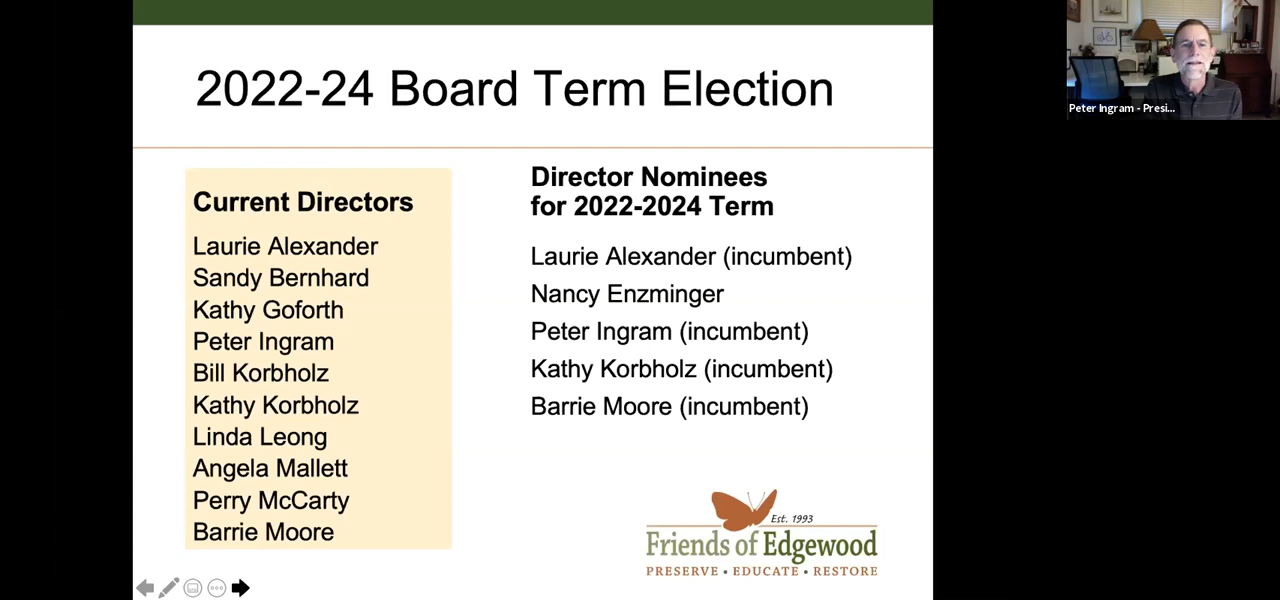 2022-24 Board Term Election
Current Directors
Laurie Alexander
Sandy Bernhard
Kathy Goforth
Peter Ingram
Bill Korbholz
Kathy Korbholz
Linda Leong
Angela Mallett
Perry McCarty
Barrie Moore
Director Nominees
for 2022-2024 Term
Laurie Alexander (incumbent)
Nancy Enzminger
Peter Ingram (incumbent)
Kathy Korbholz (incumbent)
Barrie Moore (incumbent)
Est. 1993
Friends of Edgewood
PRESERVE • EDUCATE • RESTORE
Peter Ingram - Presi...